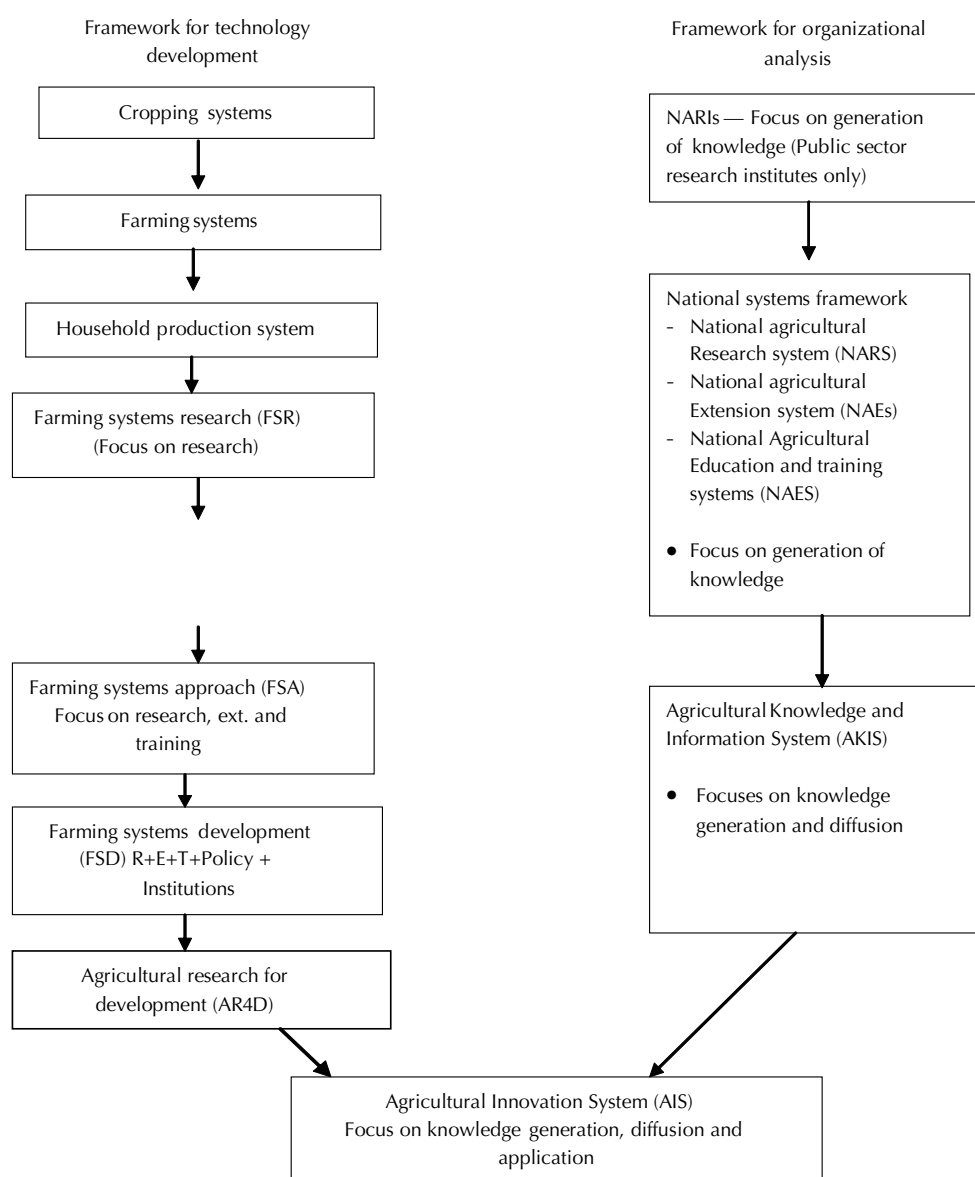 Framework for technology
development
Cropping systems
Farming systems
Household production system
Farming systems research (FSR)
(Focus on research)
Farming systems approach (FSA)
Focus on research, ext. and
training
Farming systems development
(FSD) R+E+T+Policy +
Institutions
Agricultural research for
development (AR4D)
Framework for organizational
analysis
NARIs — Focus on generation
of knowledge (Public sector
research institutes only)
National systems framework
- National agricultural
Research system (NARS)
- National agricultural
Extension system (NAEs)
- National Agricultural
Education and training
systems (NAES)
● Focus on generation of
knowledge
Agricultural Knowledge and
Information System (AKIS)
● Focuses on knowledge
generation and diffusion
Agricultural Innovation System (AIS)
Focus on knowledge generation, diffusion and
application